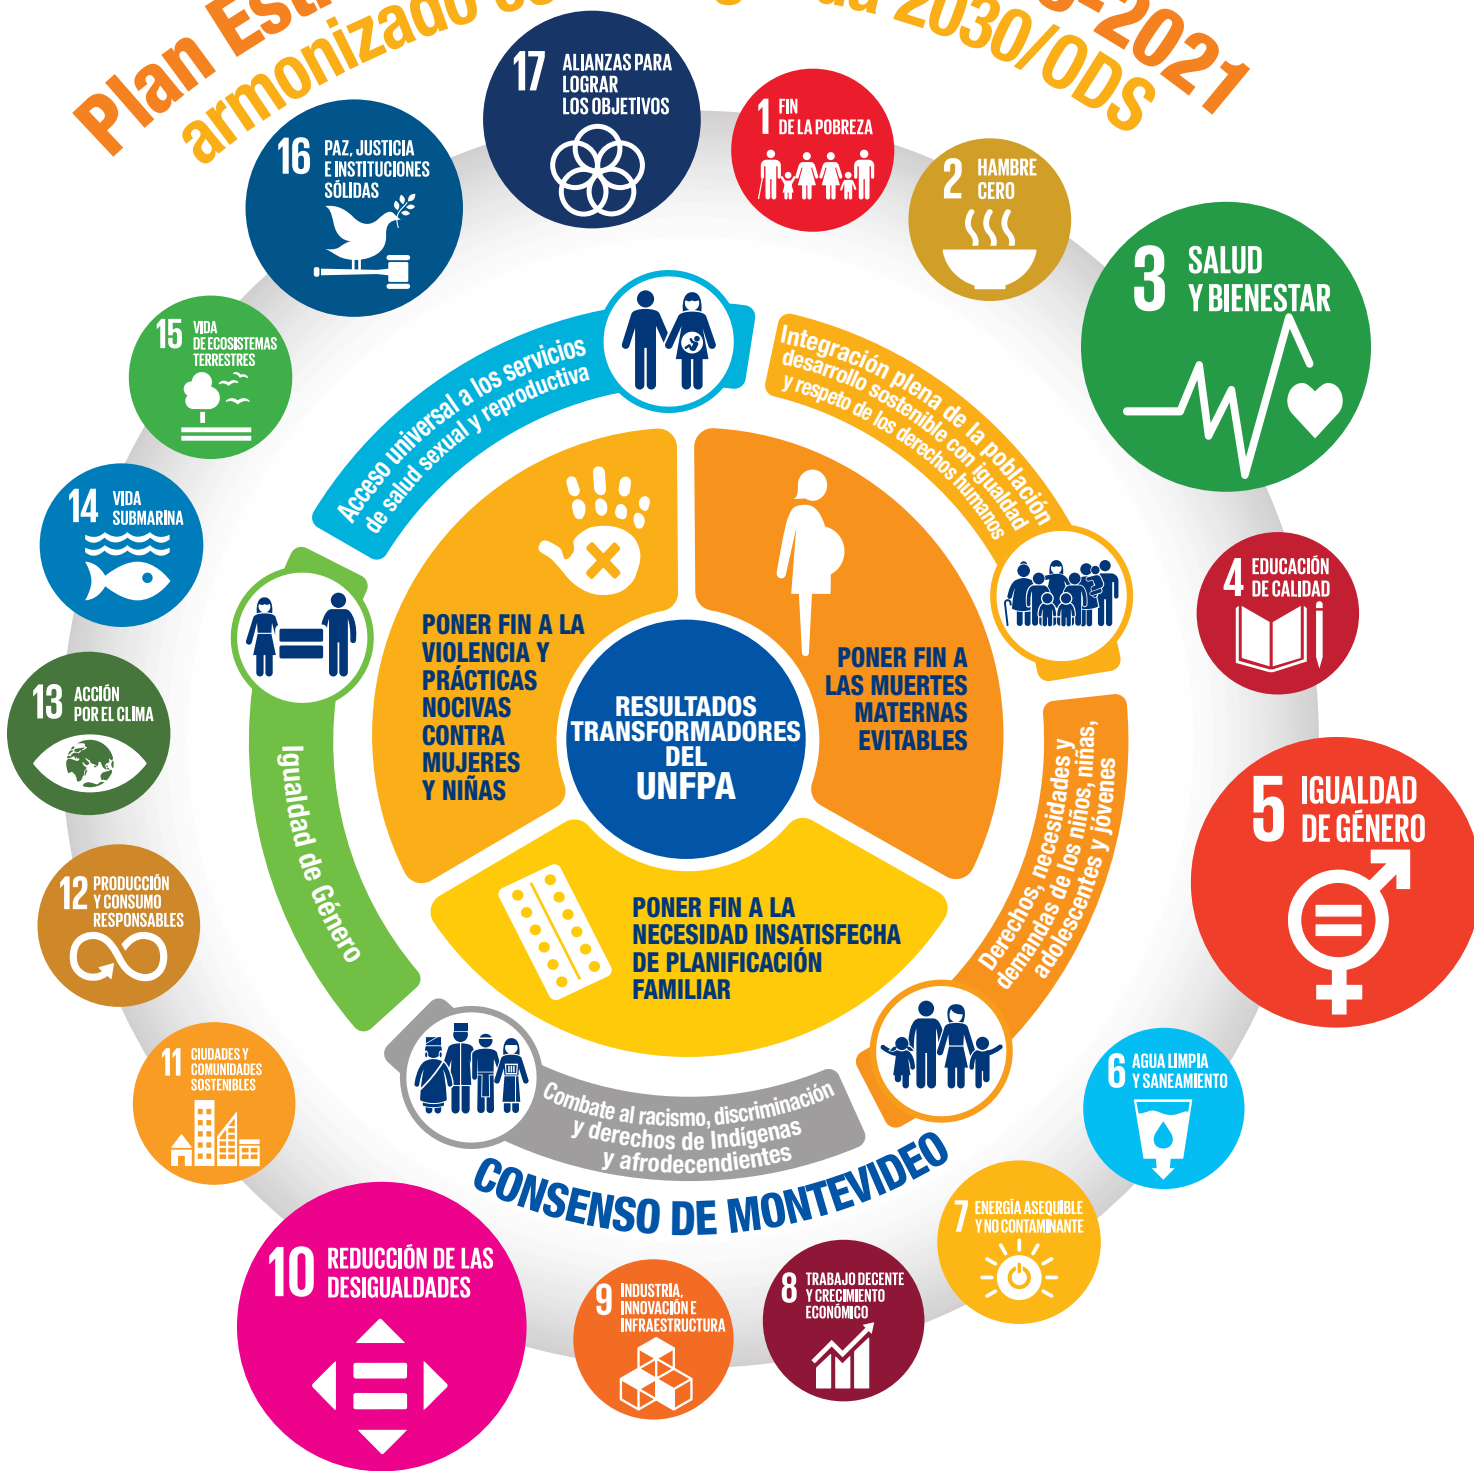 Plan
2021
armonizado
2030/ODS
17 ALIANZAS PARA
LOGRAR
LOS OBJETIVOS
1 FIN
DE LA POBREZA
2 HAMBRE
CERO
3 SALUD
Y BIENESTAR
4 EDUCACIÓN
DE CALIDAD
5 IGUALDAD
DE GÉNERO
6 AGUA LIMPIA
Y SANEAMIENTO
7 ENERGÍA ASEQUIBLE
Y NO CONTAMINANTE
8 TRABAJO DECENTE
Y CRECIMIENTO
ECONÓMICO
9 INDUSTRIA,
INNOVACIÓN E
INFRAESTRUCTURA
10 REDUCCIÓN DE LAS
DESIGUALDADES
11 CIUDADES Y
COMUNIDADES
SOSTENIBLES
12 PRODUCCIÓN
Y CONSUMO
RESPONSABLES
13 ACCIÓN
POR EL CLIMA
14 VIDA
SUBMARINA
15 VIDA
DE ECOSISTEMAS
TERRESTRES
16 PAZ, JUSTICIA
E INSTITUCIONES
SÓLIDAS
Acceso universal a los servicios
de salud sexual y reproductiva
Integración plena de la población
desarrollo sostenible con igualdad
y respeto de los derechos humanos
Derechos, necesidades y
demandas de los niños, niñas,
adolescentes y jóvenes
Combate al racismo, discriminación
y derechos de Indígenas
y afrodecendientes
Igualdad de Género
CONSENSO DE MONTEVIDEO
PONER FIN A LA
VIOLENCIA Y
PRÁCTICAS
NOCIVAS
CONTRA
MUJERES
Y NIÑAS
PONER FIN A
LAS MUERTES
MATERNAS
EVITABLES
RESULTADOS
TRANSFORMADORES
DEL
UNFPA
PONER FIN A LA
NECESIDAD INSATISFECHA
DE PLANIFICACIÓN
FAMILIAR